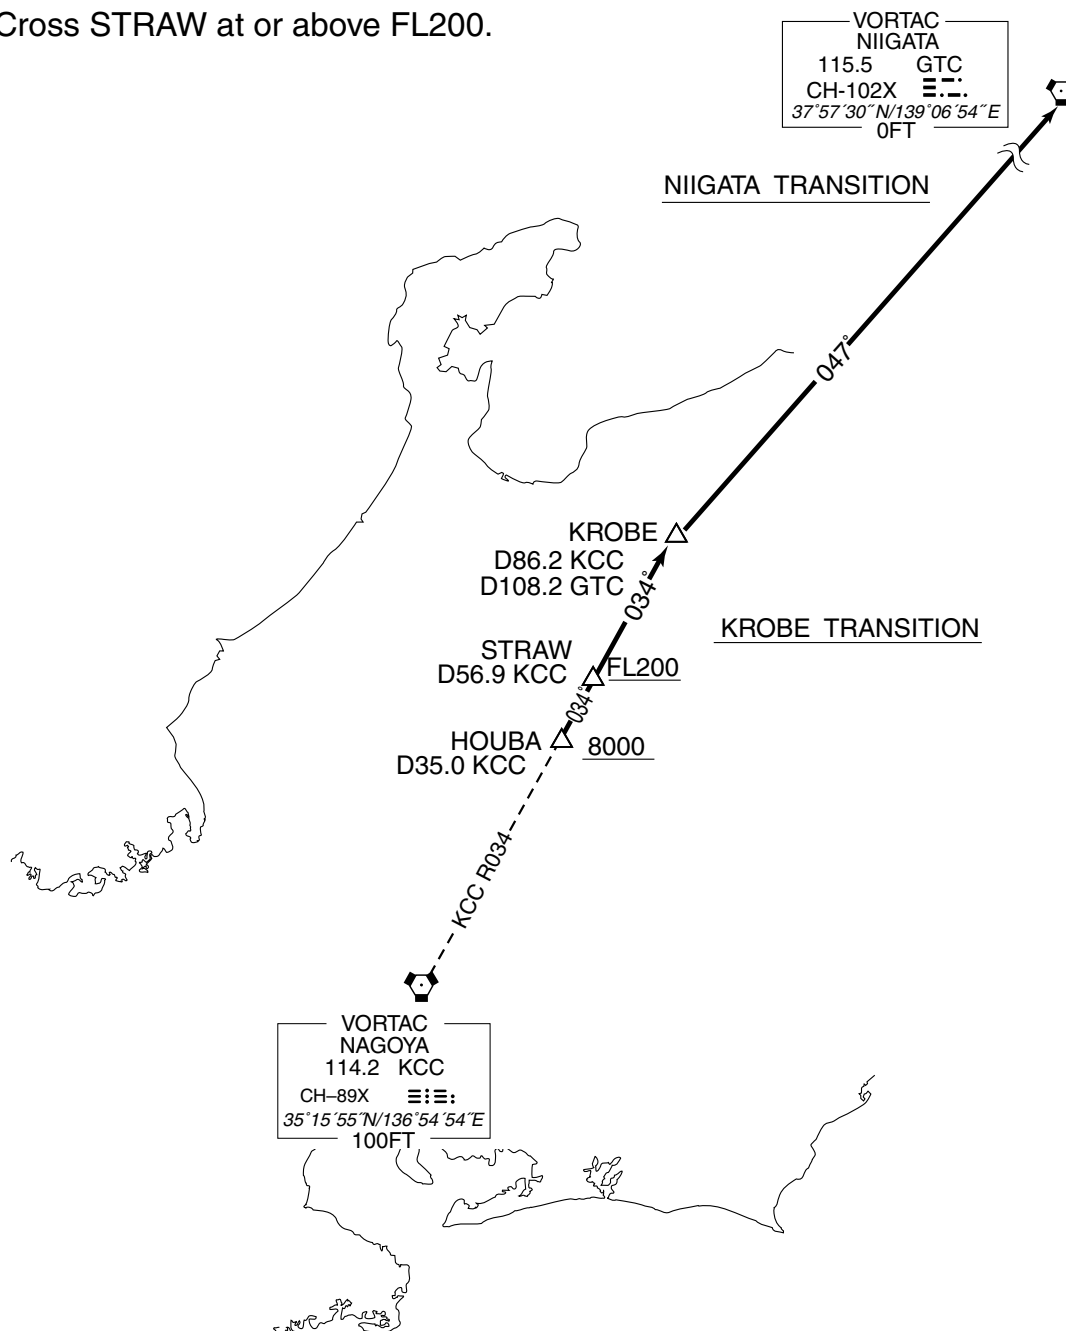 Cross STRAW at or above FL200.
VORTAC
NIIGATA
115.5 GTC
CH-102X
37°57´30˝N/139°06´54˝E
0FT
NIIGATA TRANSITION
047°
KROBE
D86.2 KCC
D108.2 GTC
034°
KROBE TRANSITION
STRAW
D56.9 KCC
FL200
034°
HOUBA
D35.0 KCC
8000
KCC R034
VORTAC
NAGOYA
114.2 KCC
CH–89X
35°15´55˝N/136°54´54˝E
100FT